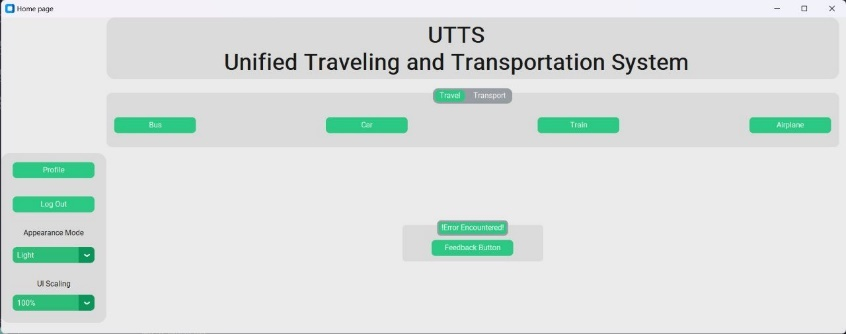 Home page
UTTS
Unified Traveling and Transportation System
Travel Transport
Bus Car Train Airplane
Profile
Log Out
Appearance Mode
Light
UI Scaling
100%
!Error Encountered!
Feedback Button